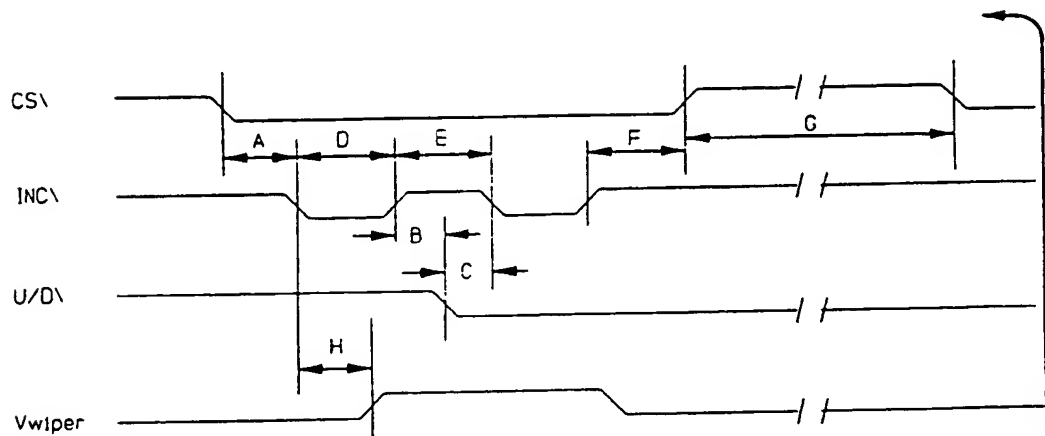 CS\
A D E F G
INC\
B
C
U/D\
H
Vwiper